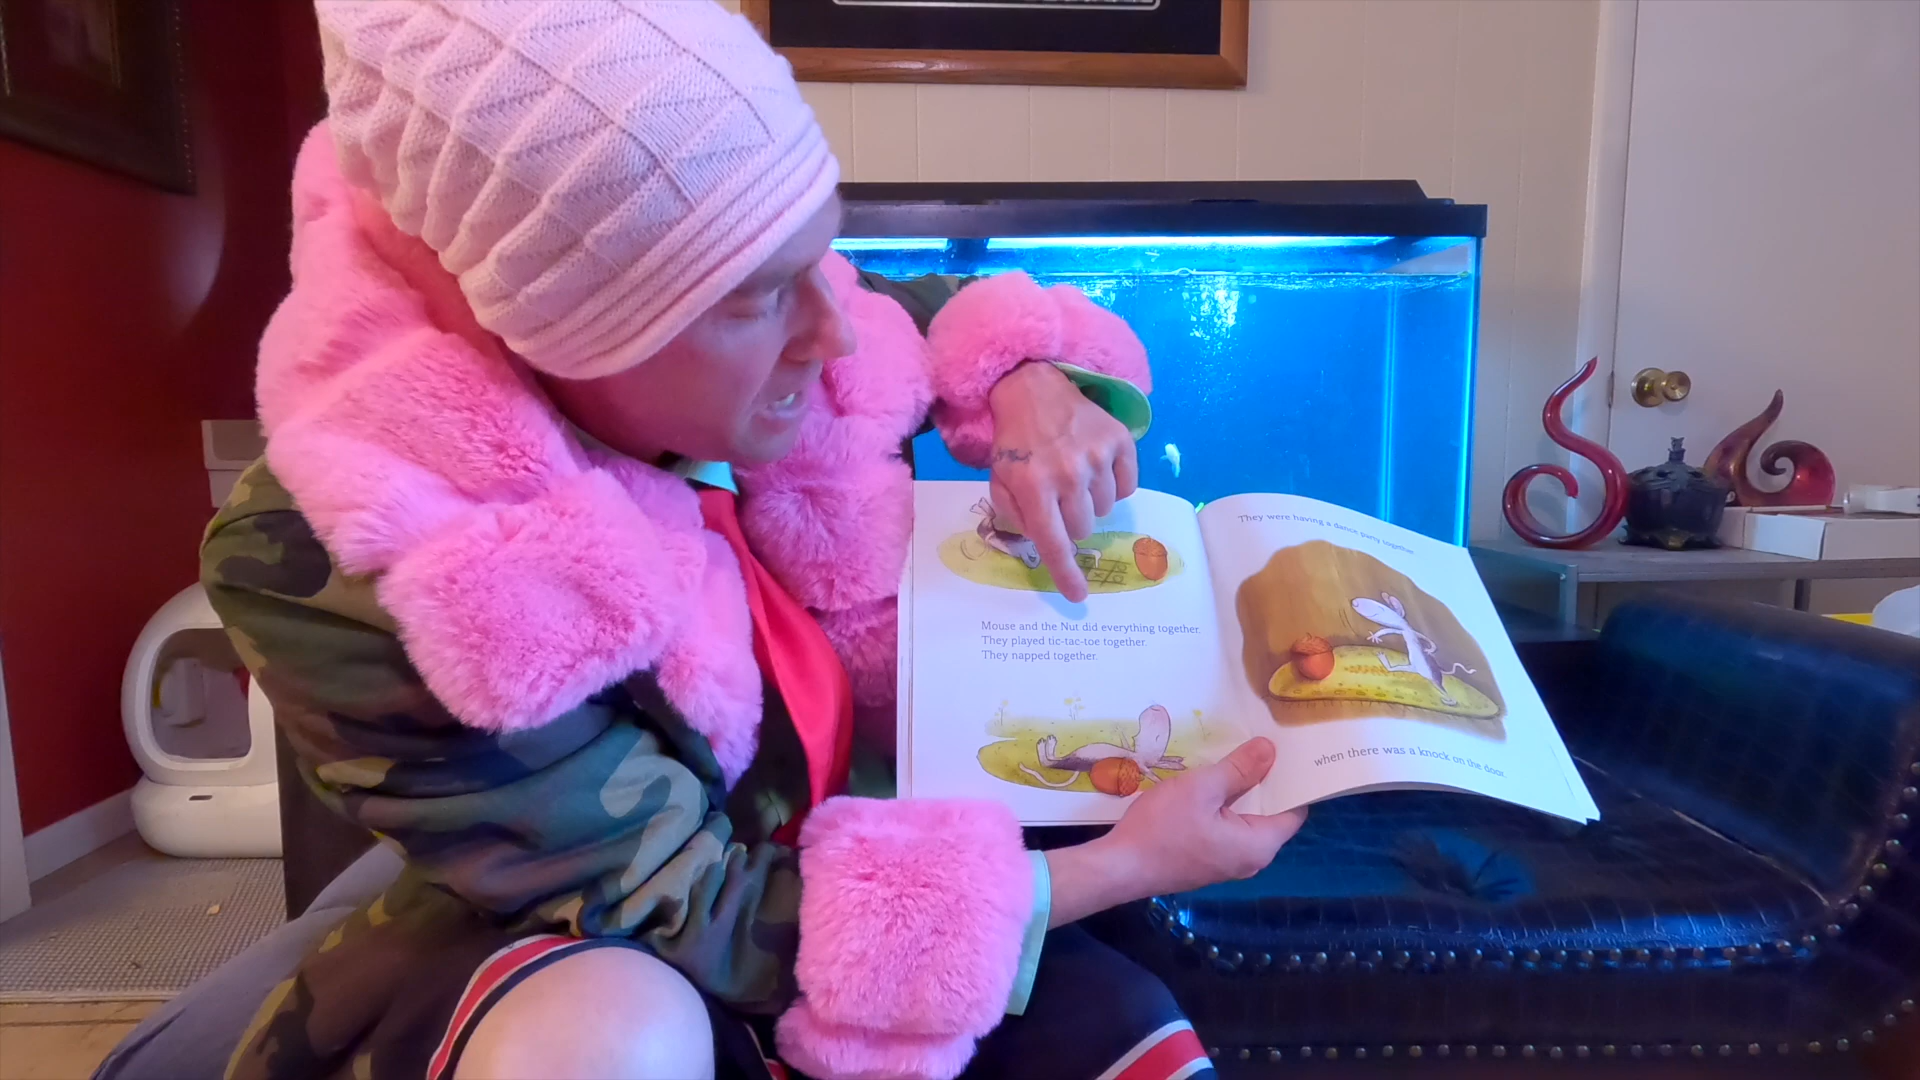 Mouse and the Nut did everything together.
They played tic-tac-toe together.
They napped together.
They were having a dance party together
when there was a knock on the door.